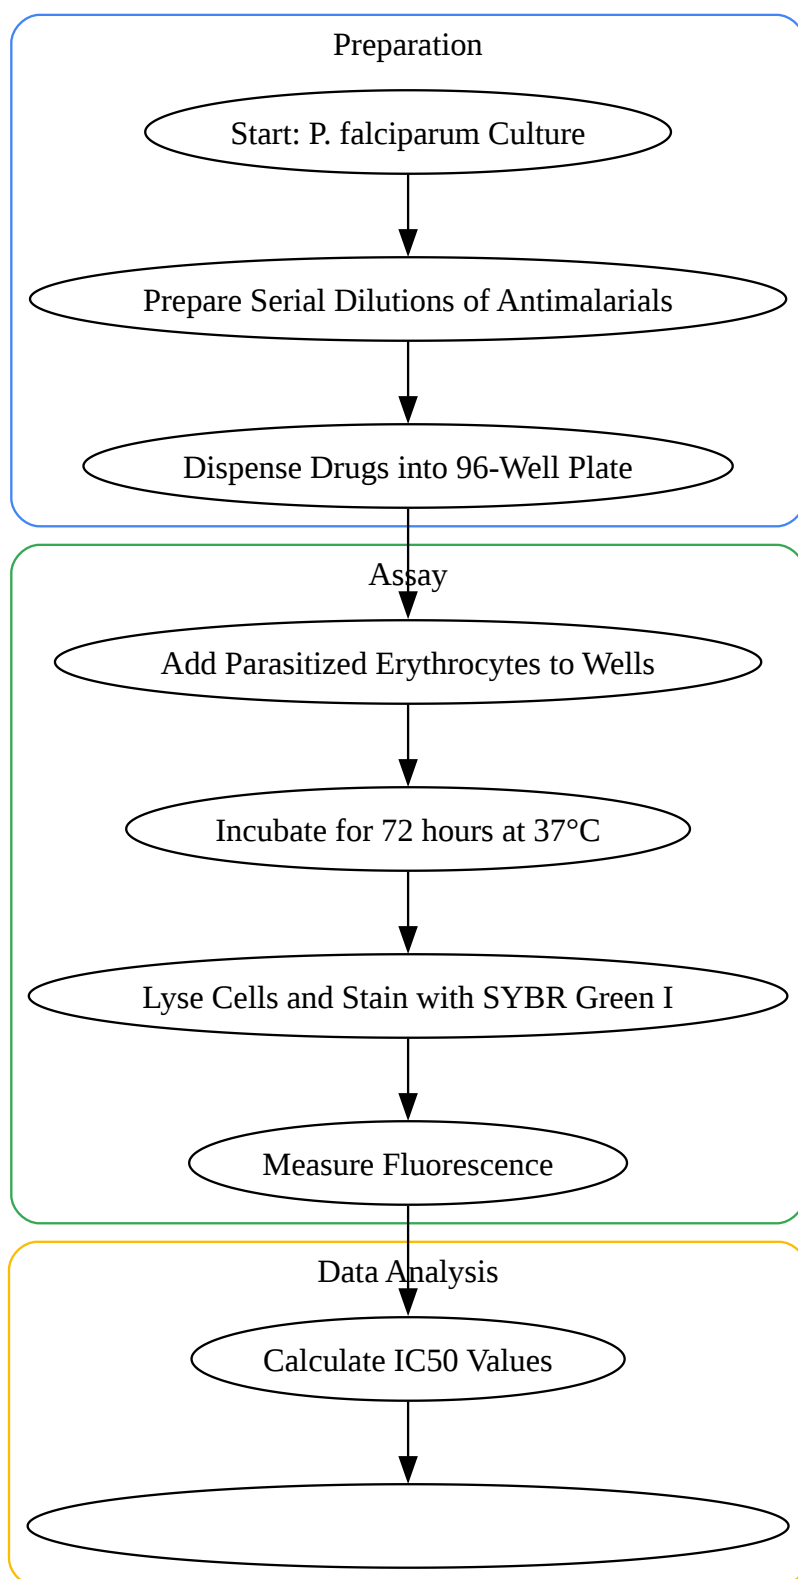 Preparation
Start: P. falciparum Culture
Prepare Serial Dilutions of Antimalarials
Dispense Drugs into 96-Well Plate
Assay
Add Parasitized Erythrocytes to Wells
Incubate for 72 hours at 37°C
Lyse Cells and Stain with SYBR Green I
Measure Fluorescence
Data Analysis
Calculate IC50 Values